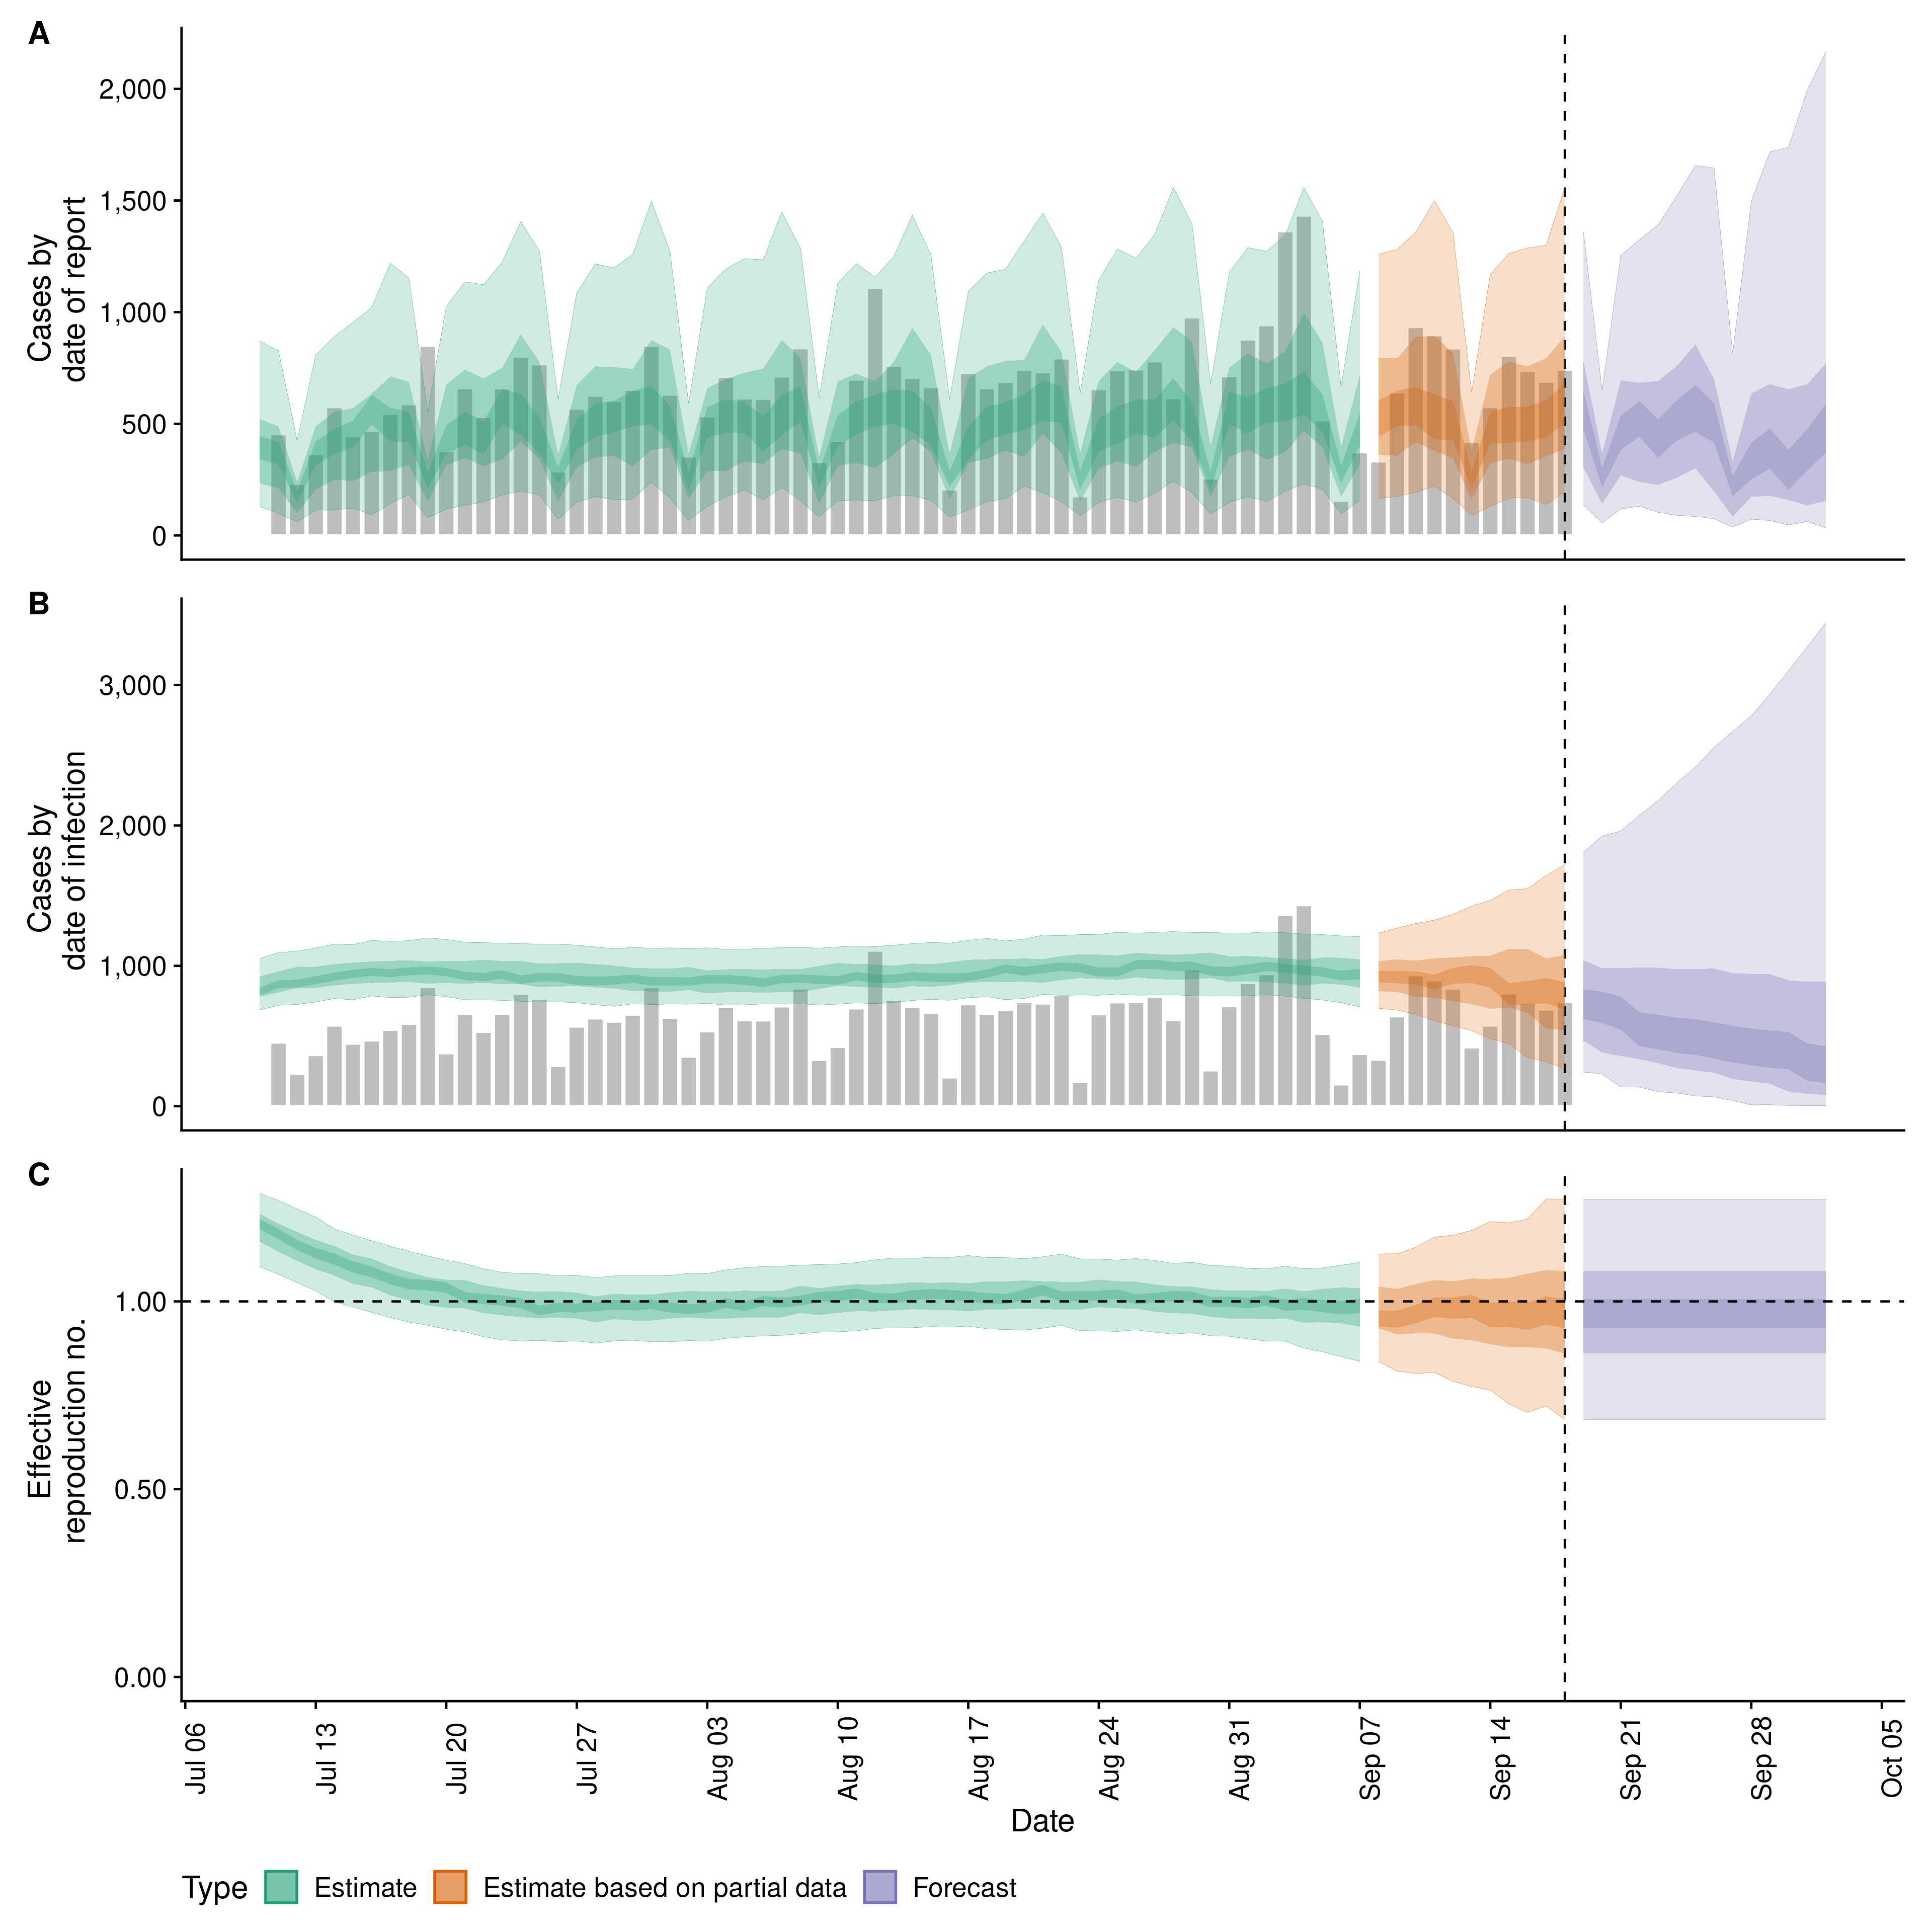 A
Cases by
date of report
2,000
1,500
1,000
500
0
B
Cases by
date of infection
3,000
2,000
1,000
0
C
Effective
reproduction no.
1.00
0.50
0.00
Jul 06
Jul 13
Jul 20
Jul 27
Aug 03
Aug 10
Aug 17
Aug 24
Aug 31
Sep 07
Sep 14
Sep 21
Sep 28
Oct 05
Date
Type Estimate Estimate based on partial data Forecast